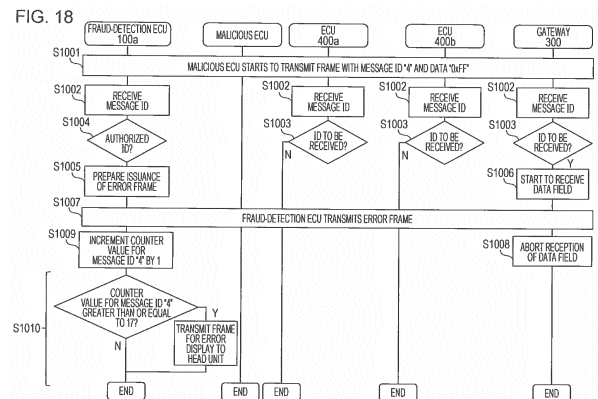 FIG. 18
FRAUD-DETECTION ECU
100a
MALICIOUS ECU
ECU
400a
ECU
400b
GATEWAY
300
S1001
MALICIOUS ECU STARTS TO TRANSMIT FRAME WITH MESSAGE ID "4" AND DATA "0xFF"
S1002
RECEIVE
MESSAGE ID
S1002
RECEIVE
MESSAGE ID
S1002
RECEIVE
MESSAGE ID
S1002
RECEIVE
MESSAGE ID
S1004
AUTHORIZED
ID?
S1003
ID TO BE
RECEIVED?
N
S1003
ID TO BE
RECEIVED?
N
S1003
ID TO BE
RECEIVED?
Y
S1005
PREPARE ISSUANCE
OF ERROR FRAME
S1006
START TO RECEIVE
DATA FIELD
S1007
FRAUD-DETECTION ECU TRANSMITS ERROR FRAME
S1009
INCREMENT COUNTER
VALUE FOR
MESSAGE ID "4" BY 1
S1008
ABORT RECEPTION
OF DATA FIELD
S1010
COUNTER
VALUE FOR MESSAGE ID "4"
GREATER THAN OR EQUAL
TO 17?
Y
N
TRANSMIT FRAME
FOR ERROR
DISPLAY TO
HEAD UNIT
END
END
END
END
END